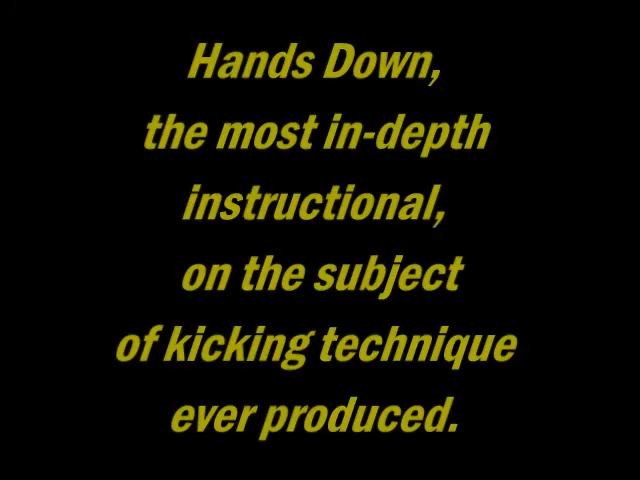 Hands Down,
the most in-depth
instructional,
on the subject
of kicking technique
ever produced.